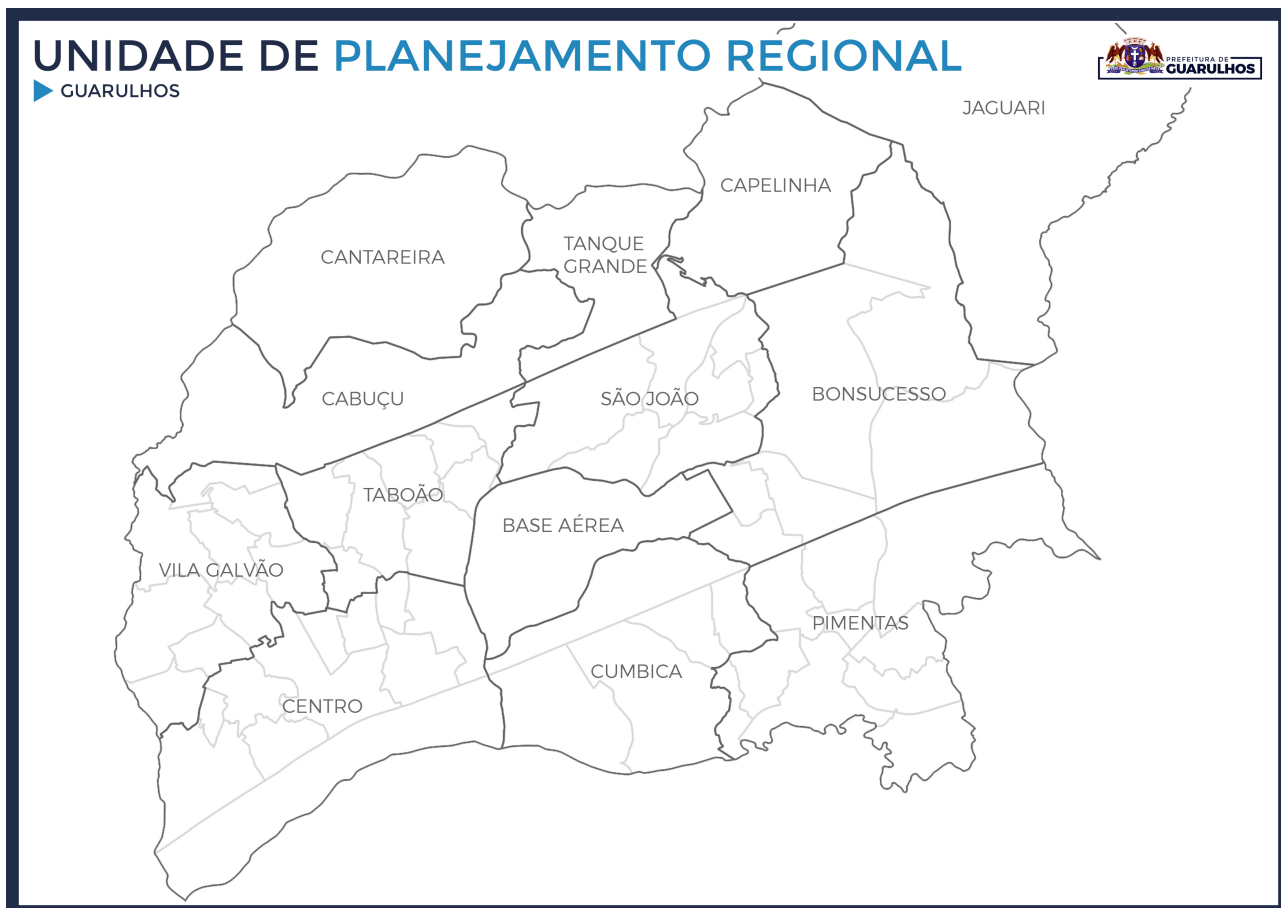 UNIDADE DE PLANEJAMENTO REGIONAL
GUARULHOS
PREFEITURA DE
GUARULHOS
JAGUARI
CAPELINHA
TANQUE
GRANDE
CANTAREIRA
CABUÇU
SÃO JOÃO
BONSUCESSO
TABOÃO
BASE AÉREA
VILA GALVÃO
PIMENTAS
CUMBICA
CENTRO